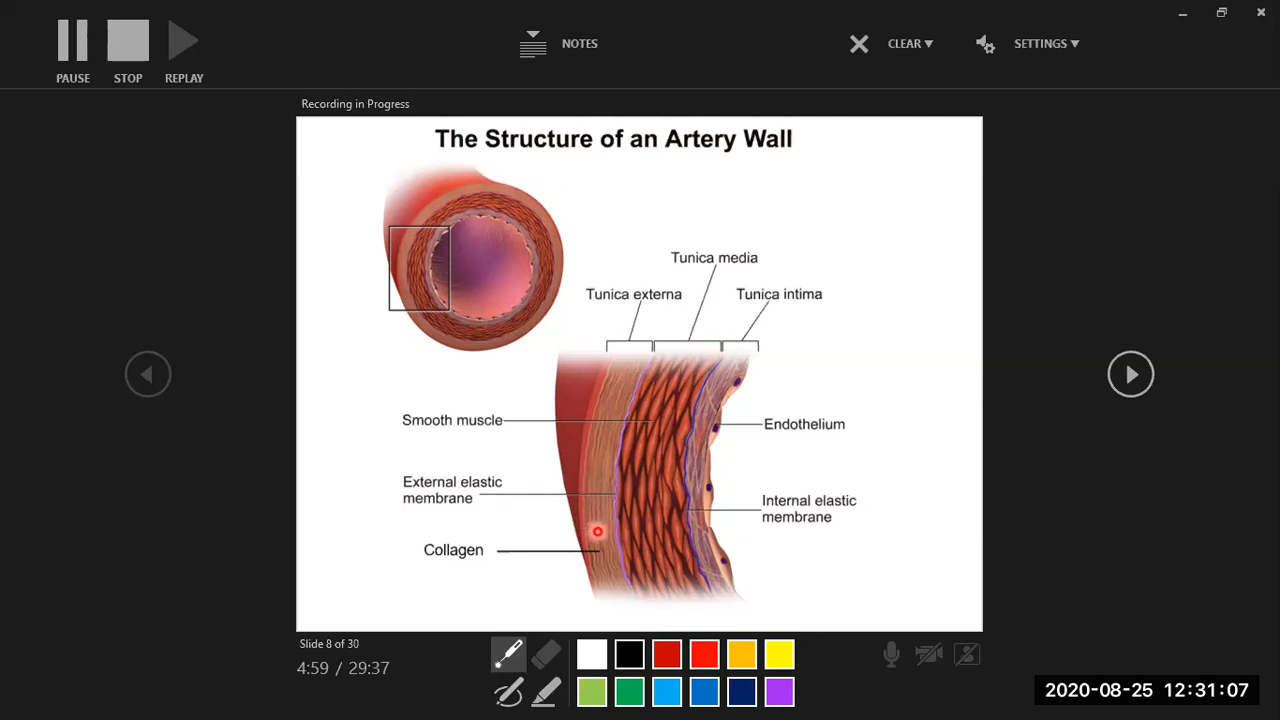 PAUSE
STOP
REPLAY
NOTES
CLEAR
SETTINGS
Recording in Progress
The Structure of an Artery Wall
Tunica media
Tunica externa
Tunica intima
Smooth muscle
Endothelium
External elastic
membrane
Internal elastic
membrane
Collagen
Slide 8 of 30
4:59 / 29:37
2020-08-25 12:31:07